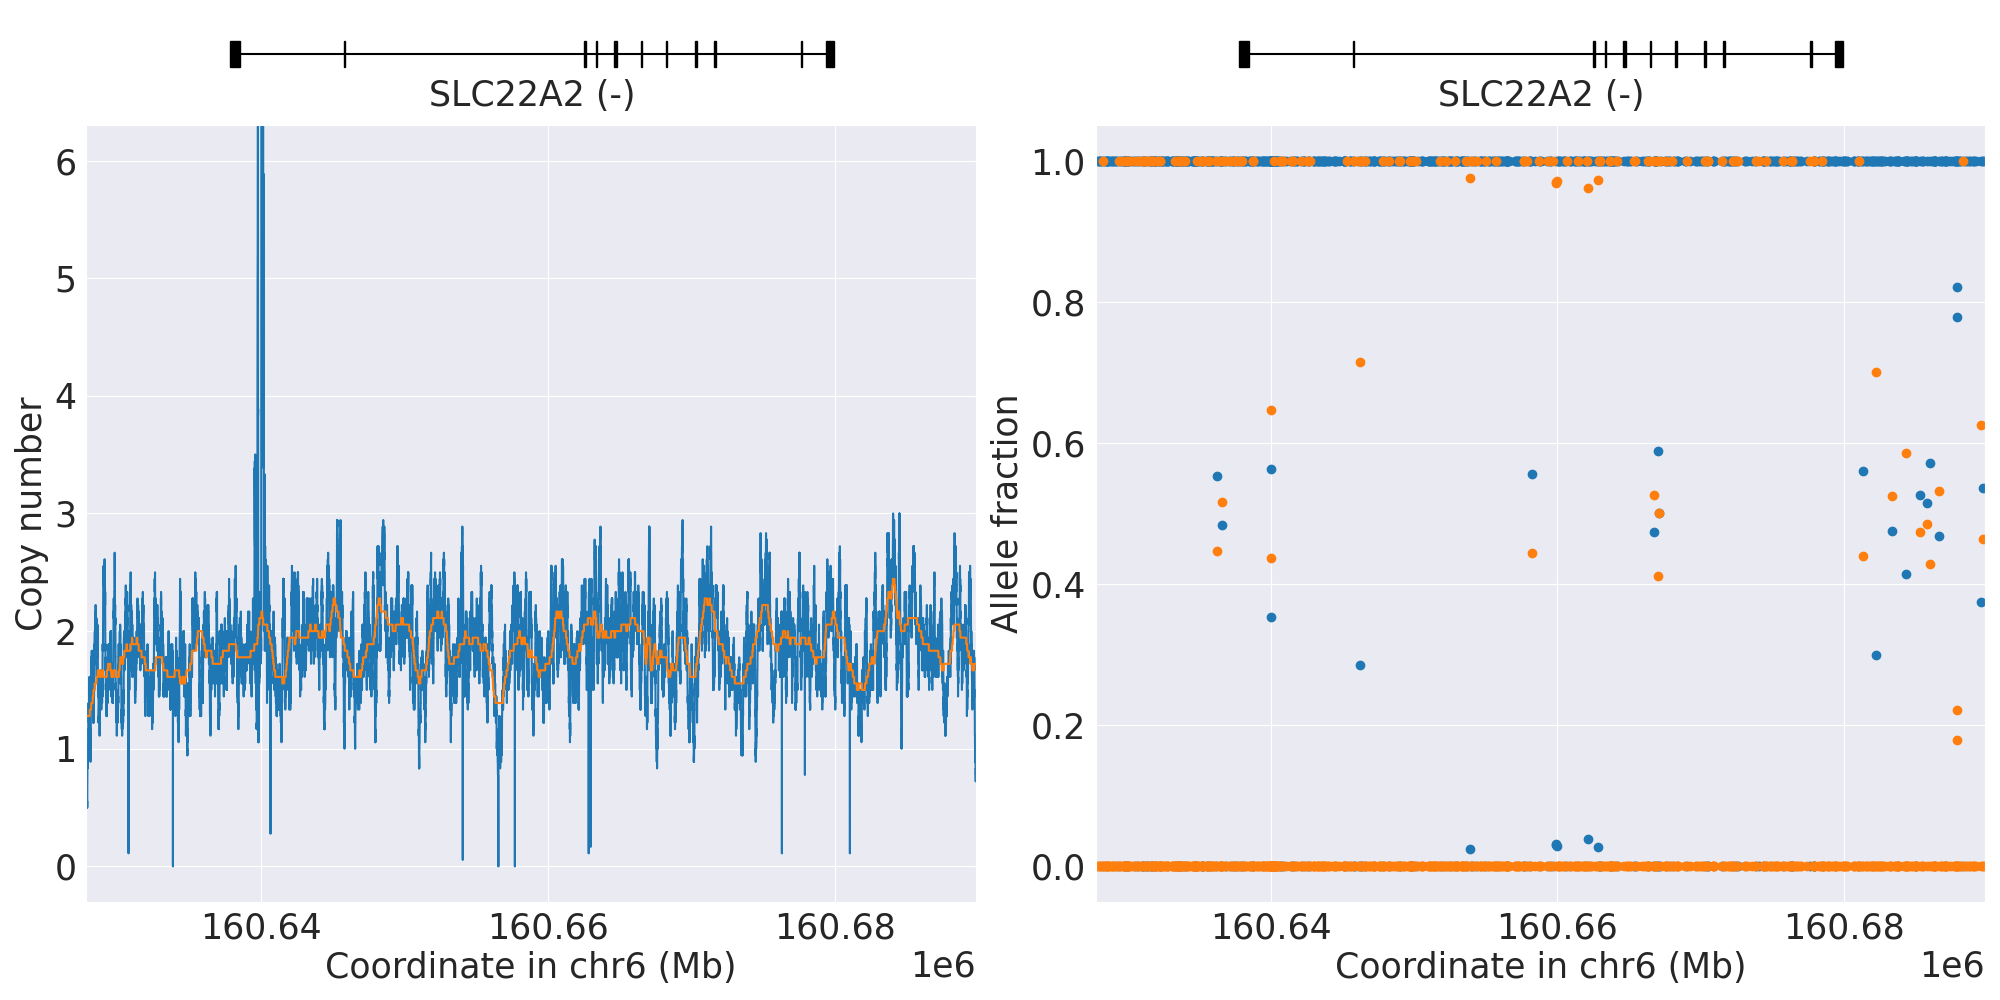 SLC22A2 (-)
6
5
4
3
2
1
0
Copy number
160.64
160.66
160.68
Coordinate in chr6 (Mb)
1e6
SLC22A2 (-)
1.0
0.8
0.6
0.4
0.2
0.0
Allele fraction
160.64
160.66
160.68
Coordinate in chr6 (Mb)
1e6